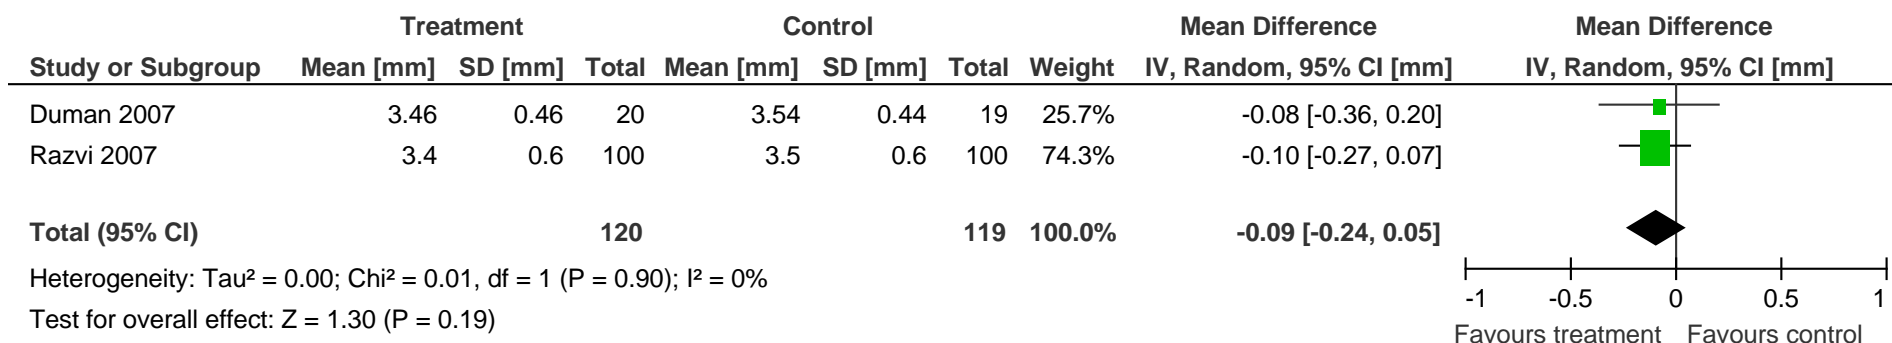 Treatment Control Mean Difference Mean Difference
Study or Subgroup Mean [mm] SD [mm] Total Mean [mm] SD [mm] Total Weight IV, Random, 95% CI [mm] IV, Random, 95% CI [mm]
Duman 2007 3.46 0.46 20 3.54 0.44 19 25.7% -0.08 [-0.36, 0.20]
Razvi 2007 3.4 0.6 100 3.5 0.6 100 74.3% -0.10 [-0.27, 0.07]
Total (95% CI) 120 119 100.0% -0.09 [-0.24, 0.05]
Heterogeneity: Tau² = 0.00; Chi² = 0.01, df = 1 (P = 0.90); I² = 0%
Test for overall effect: Z = 1.30 (P = 0.19)
-1 -0.5 0 0.5 1
Favours treatment Favours control